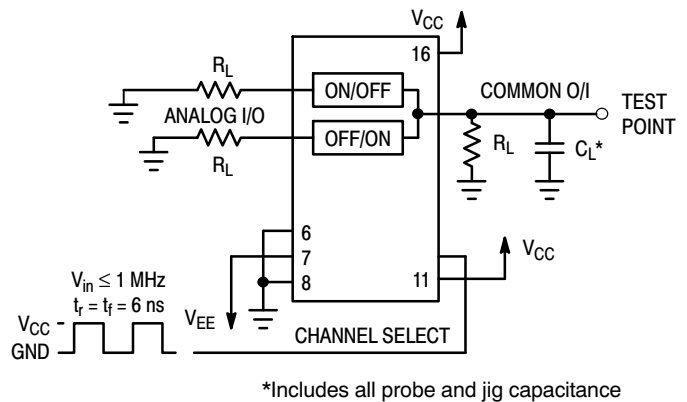 V_CC
16
R_L
ON/OFF
COMMON O/I
TEST POINT
ANALOG I/O
OFF/ON
R_L
R_L
C_L*
6
7
8
11
V_CC
V_in ≤ 1 MHz
t_r = t_f = 6 ns
V_EE
V_CC
GND
CHANNEL SELECT
*Includes all probe and jig capacitance